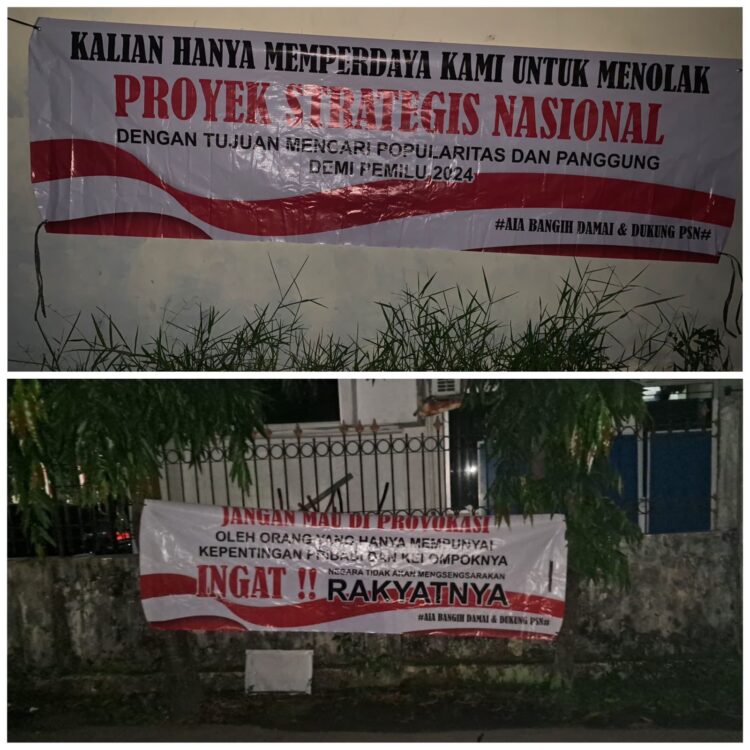 KALIAN HANYA MEMPERDAYA KAMI UNTUK MENOLAK
PROYEK STRATEGIS NASIONAL
DENGAN TUJUAN MENCARI POPULARITAS DAN PANGGUNG
DEMI PEMILU 2024
#AIA BANGIH DAMAI & DUKUNG PSN#
JANGAN MAU DI PROVOKASI
OLEH ORANG YANG HANYA MEMPUNYAI
KEPENTINGAN PRIBADI DAN KELOMPOKNYA
INGAT !! NEGARA TIDAK AKAN MENGSENGSARAKAN
RAKYATNYA
#AIA BANGIH DAMAI & DUKUNG PSN#